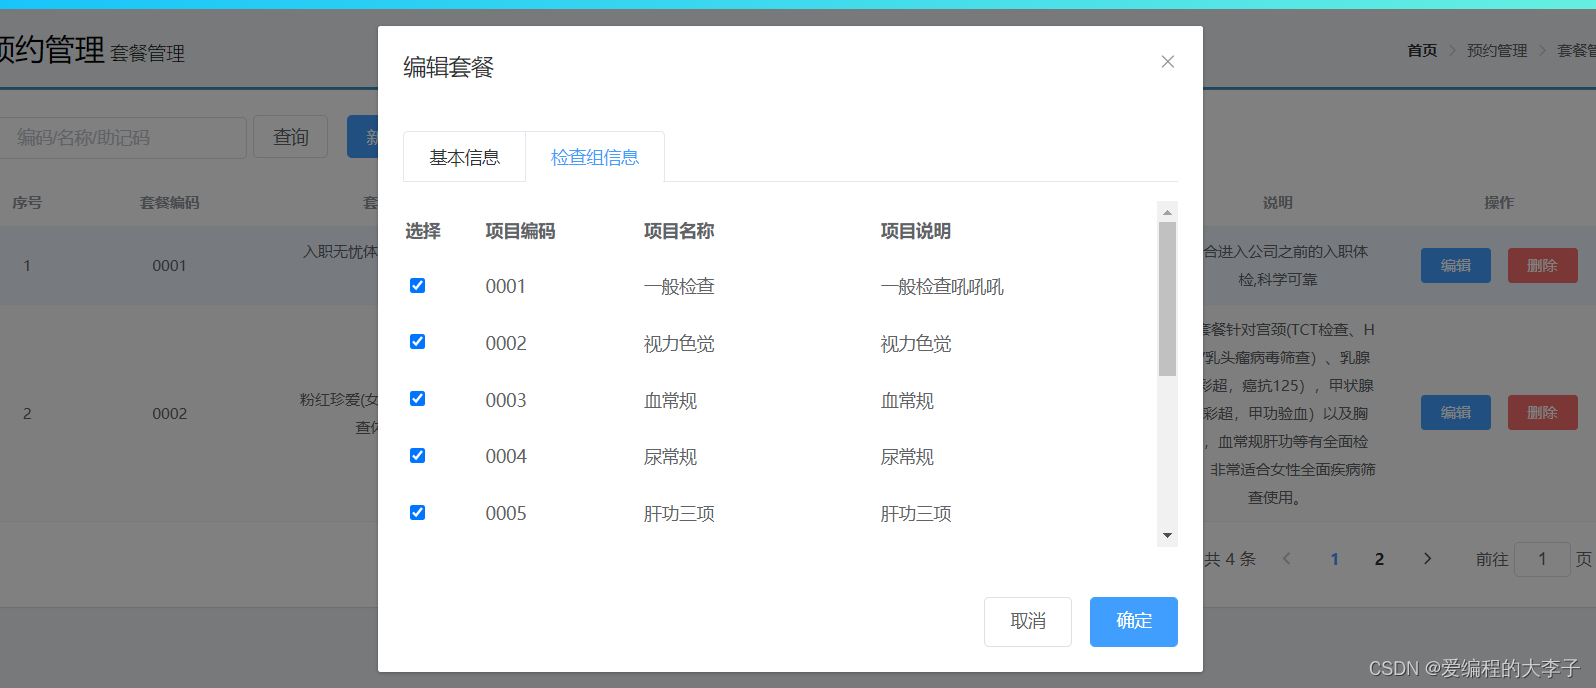 预约管理 套餐管理
首页 > 预约管理 > 套餐管
编码/名称/助记码
查询
新
序号 套餐编码 套 说明 操作
1 0001 入职无忧体 合进入公司之前的入职体
检,科学可靠
编辑 删除
2 0002 粉红珍爱(女
查体
套餐针对宫颈(TCT检查、H
乳头瘤病毒筛查）、乳腺
彩超，癌抗125），甲状腺
彩超，甲功验血）以及胸
，血常规肝功等有全面检
非常适合女性全面疾病筛
查使用。
编辑 删除
共 4 条 < 1 2 > 前往 1 页
编辑套餐
基本信息 检查组信息
选择 项目编码 项目名称 项目说明
0001 一般检查 一般检查吼吼吼
0002 视力色觉 视力色觉
0003 血常规 血常规
0004 尿常规 尿常规
0005 肝功三项 肝功三项
取消 确定
CSDN @爱编程的大李子